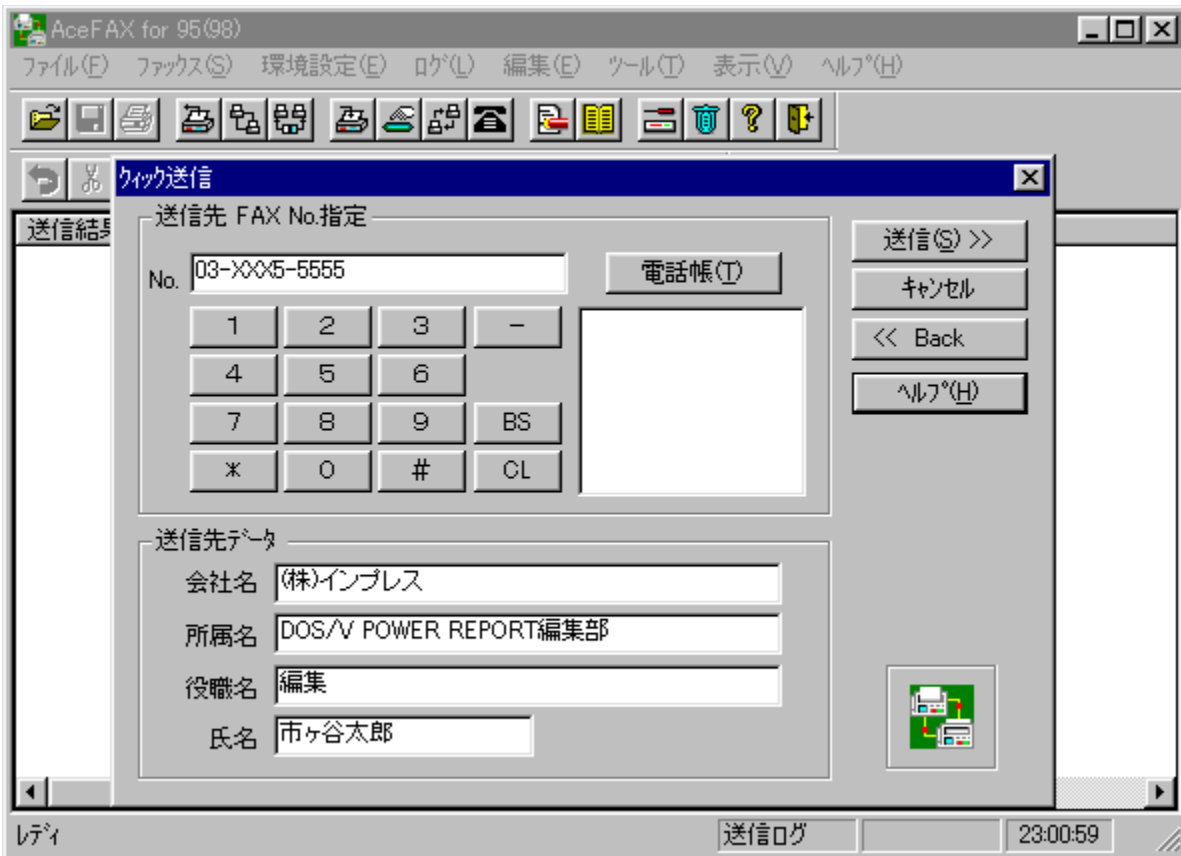 AceFAX for 95(98)
ﾌｧｲﾙ(F) ﾌｧｯｸｽ(S) 環境設定(E) ﾛｸﾞ(L) 編集(E) ﾂｰﾙ(T) 表示(V) ﾍﾙﾌﾟ(H)
ｸｨｯｸ送信
送信結果
送信先 FAX No.指定
No. 03-XXX5-5555 電話帳(T)
送信(S) >>
ｷｬﾝｾﾙ
<< Back
ﾍﾙﾌﾟ(H)
1 2 3 -
4 5 6
7 8 9 BS
* 0 # CL
送信先ﾃﾞｰﾀ
会社名 (株)インプレス
所属名 DOS/V POWER REPORT編集部
役職名 編集
氏名 市ヶ谷太郎
ﾚﾃﾞｨ 送信ログ 23:00:59